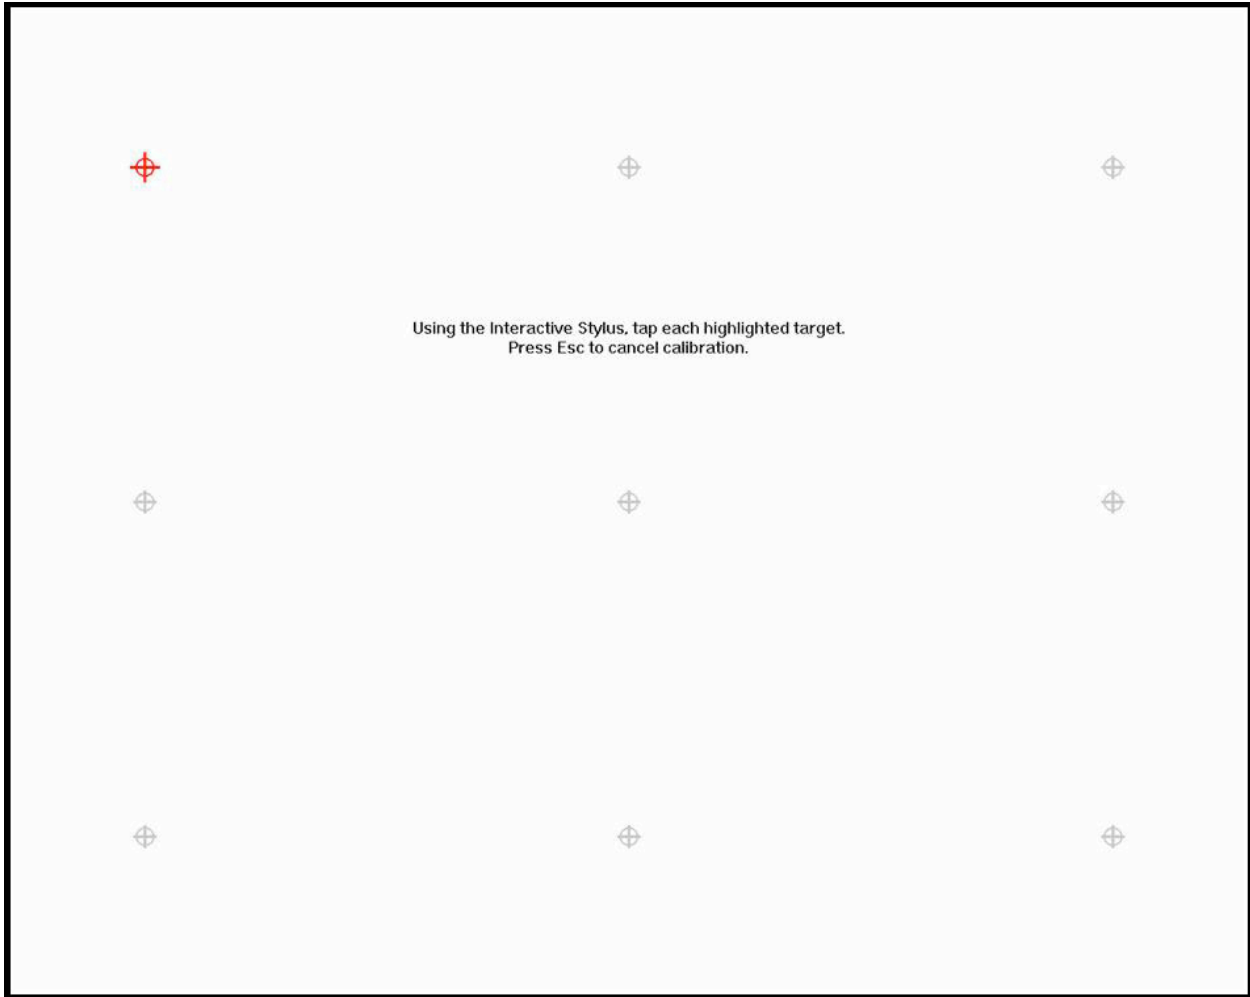 Using the Interactive Stylus, tap each highlighted target.
Press Esc to cancel calibration.